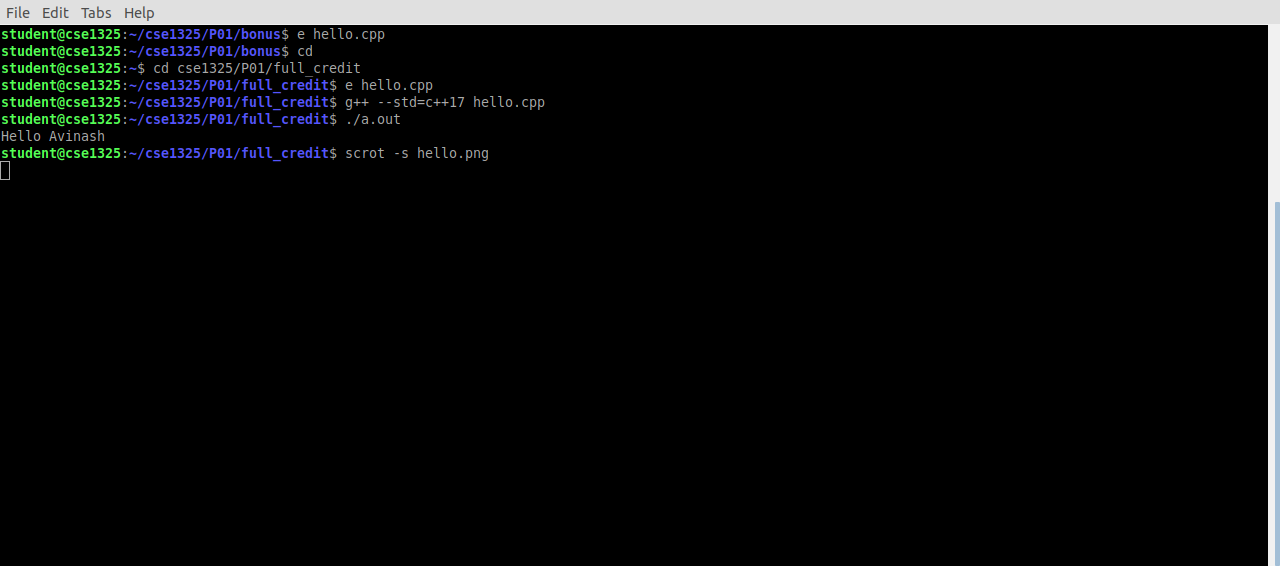 File Edit Tabs Help
student@cse1325:~/cse1325/P01/bonus$ e hello.cpp
student@cse1325:~/cse1325/P01/bonus$ cd
student@cse1325:~$ cd cse1325/P01/full_credit
student@cse1325:~/cse1325/P01/full_credit$ e hello.cpp
student@cse1325:~/cse1325/P01/full_credit$ g++ --std=c++17 hello.cpp
student@cse1325:~/cse1325/P01/full_credit$ ./a.out
Hello Avinash
student@cse1325:~/cse1325/P01/full_credit$ scrot -s hello.png